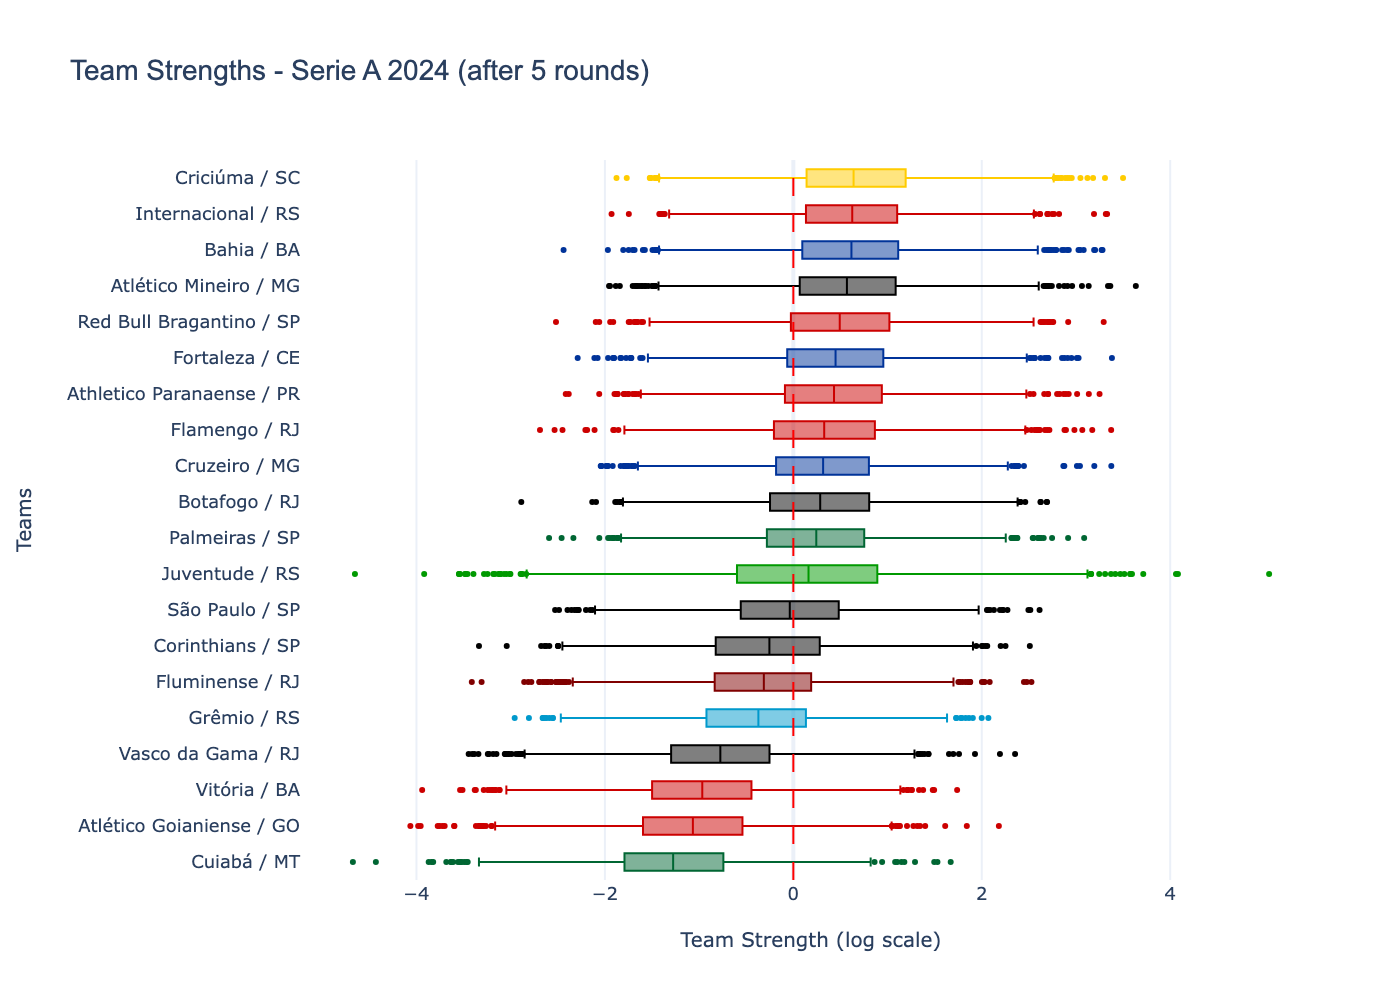 Team Strengths - Serie A 2024 (after 5 rounds)
Teams
Criciúma / SC
Internacional / RS
Bahia / BA
Atlético Mineiro / MG
Red Bull Bragantino / SP
Fortaleza / CE
Athletico Paranaense / PR
Flamengo / RJ
Cruzeiro / MG
Botafogo / RJ
Palmeiras / SP
Juventude / RS
São Paulo / SP
Corinthians / SP
Fluminense / RJ
Grêmio / RS
Vasco da Gama / RJ
Vitória / BA
Atlético Goianiense / GO
Cuiabá / MT
−4 −2 0 2 4
Team Strength (log scale)